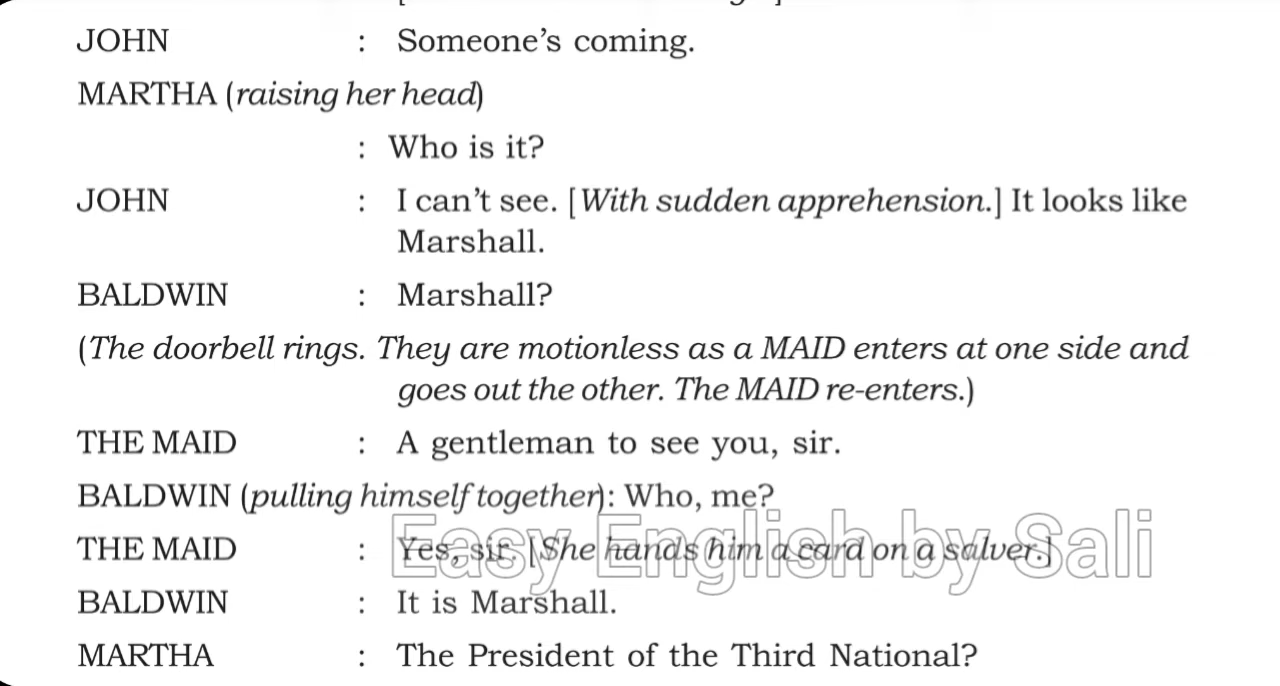 JOHN : Someone's coming.
MARTHA (raising her head)
: Who is it?
JOHN : I can't see. [With sudden apprehension.] It looks like
Marshall.
BALDWIN : Marshall?
(The doorbell rings. They are motionless as a MAID enters at one side and
goes out the other. The MAID re-enters.)
THE MAID : A gentleman to see you, sir.
BALDWIN (pulling himself together): Who, me?
THE MAID : Yes, sir. [She hands him a card on a salver.]
Easy English by Sali
BALDWIN : It is Marshall.
MARTHA : The President of the Third National?